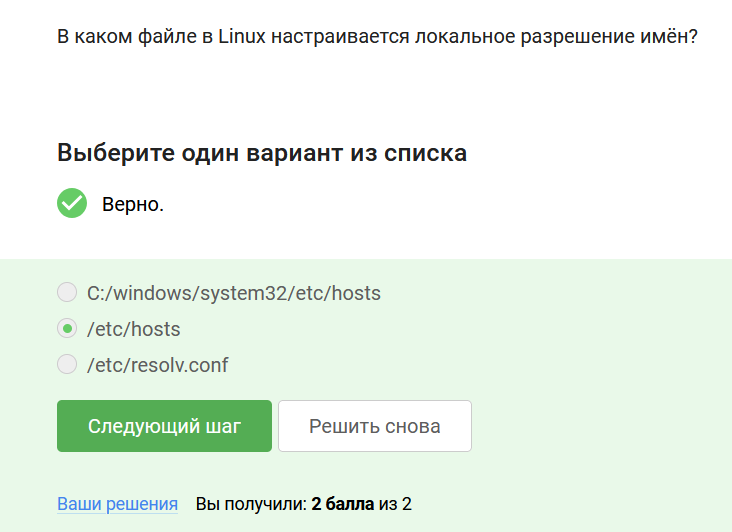 В каком файле в Linux настраивается локальное разрешение имён?
Выберите один вариант из списка
Верно.
C:/windows/system32/etc/hosts
/etc/hosts
/etc/resolv.conf
Следующий шаг Решить снова
Ваши решения Вы получили: 2 балла из 2